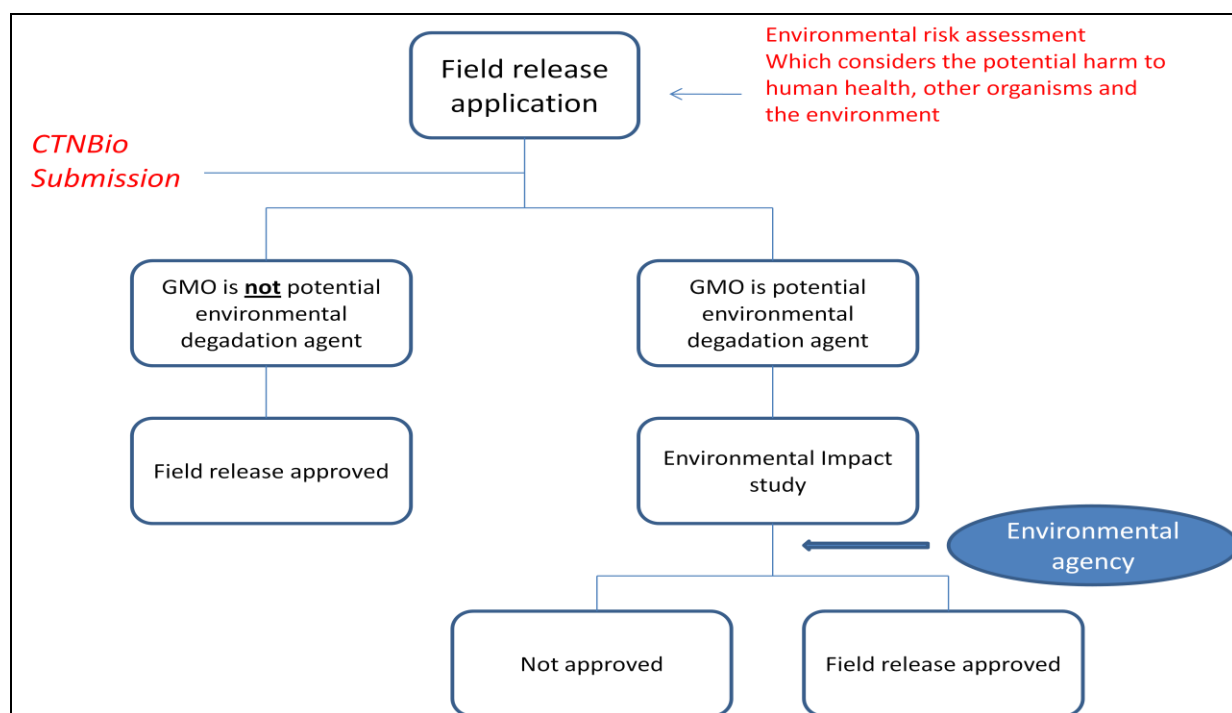 Field release
application
Environmental risk assessment
Which considers the potential harm to
human health, other organisms and
the environment
CTNBio
Submission
GMO is not potential
environmental
degadation agent
GMO is potential
environmental
degadation agent
Field release approved
Environmental Impact
study
Environmental
agency
Not approved
Field release approved